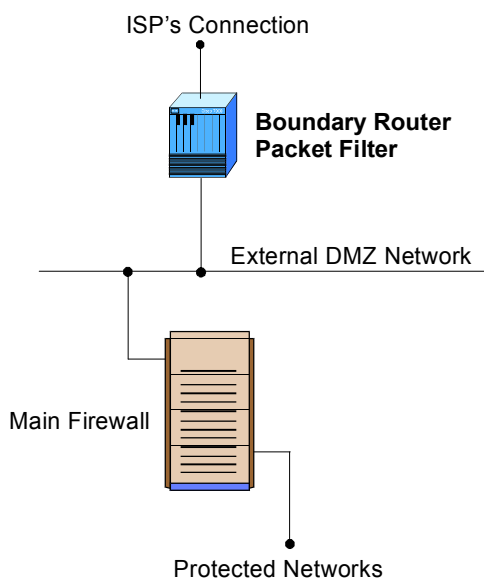 ISP's Connection
Boundary Router
Packet Filter
External DMZ Network
Main Firewall
Protected Networks